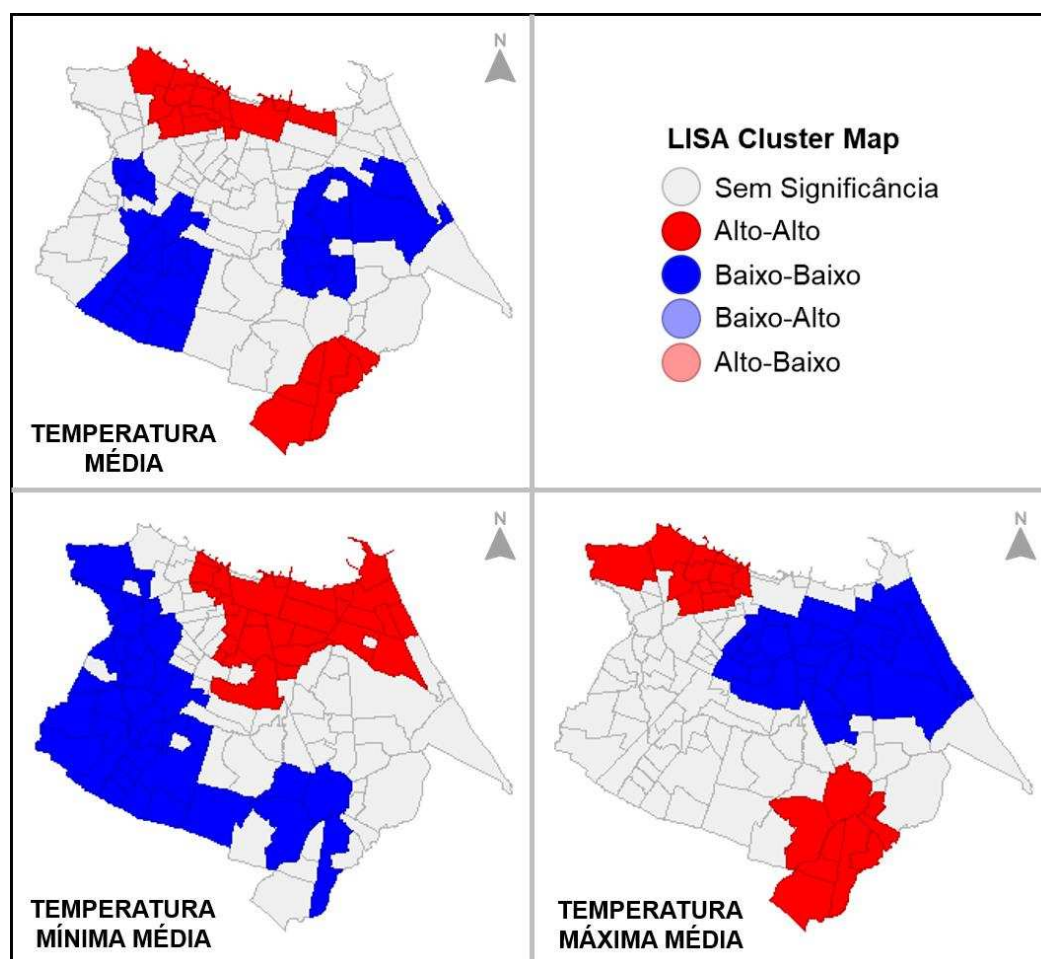 N
LISA Cluster Map
Sem Significância
Alto-Alto
Baixo-Baixo
Baixo-Alto
Alto-Baixo
TEMPERATURA
MÉDIA
N
TEMPERATURA
MÍNIMA MÉDIA
N
TEMPERATURA
MÁXIMA MÉDIA